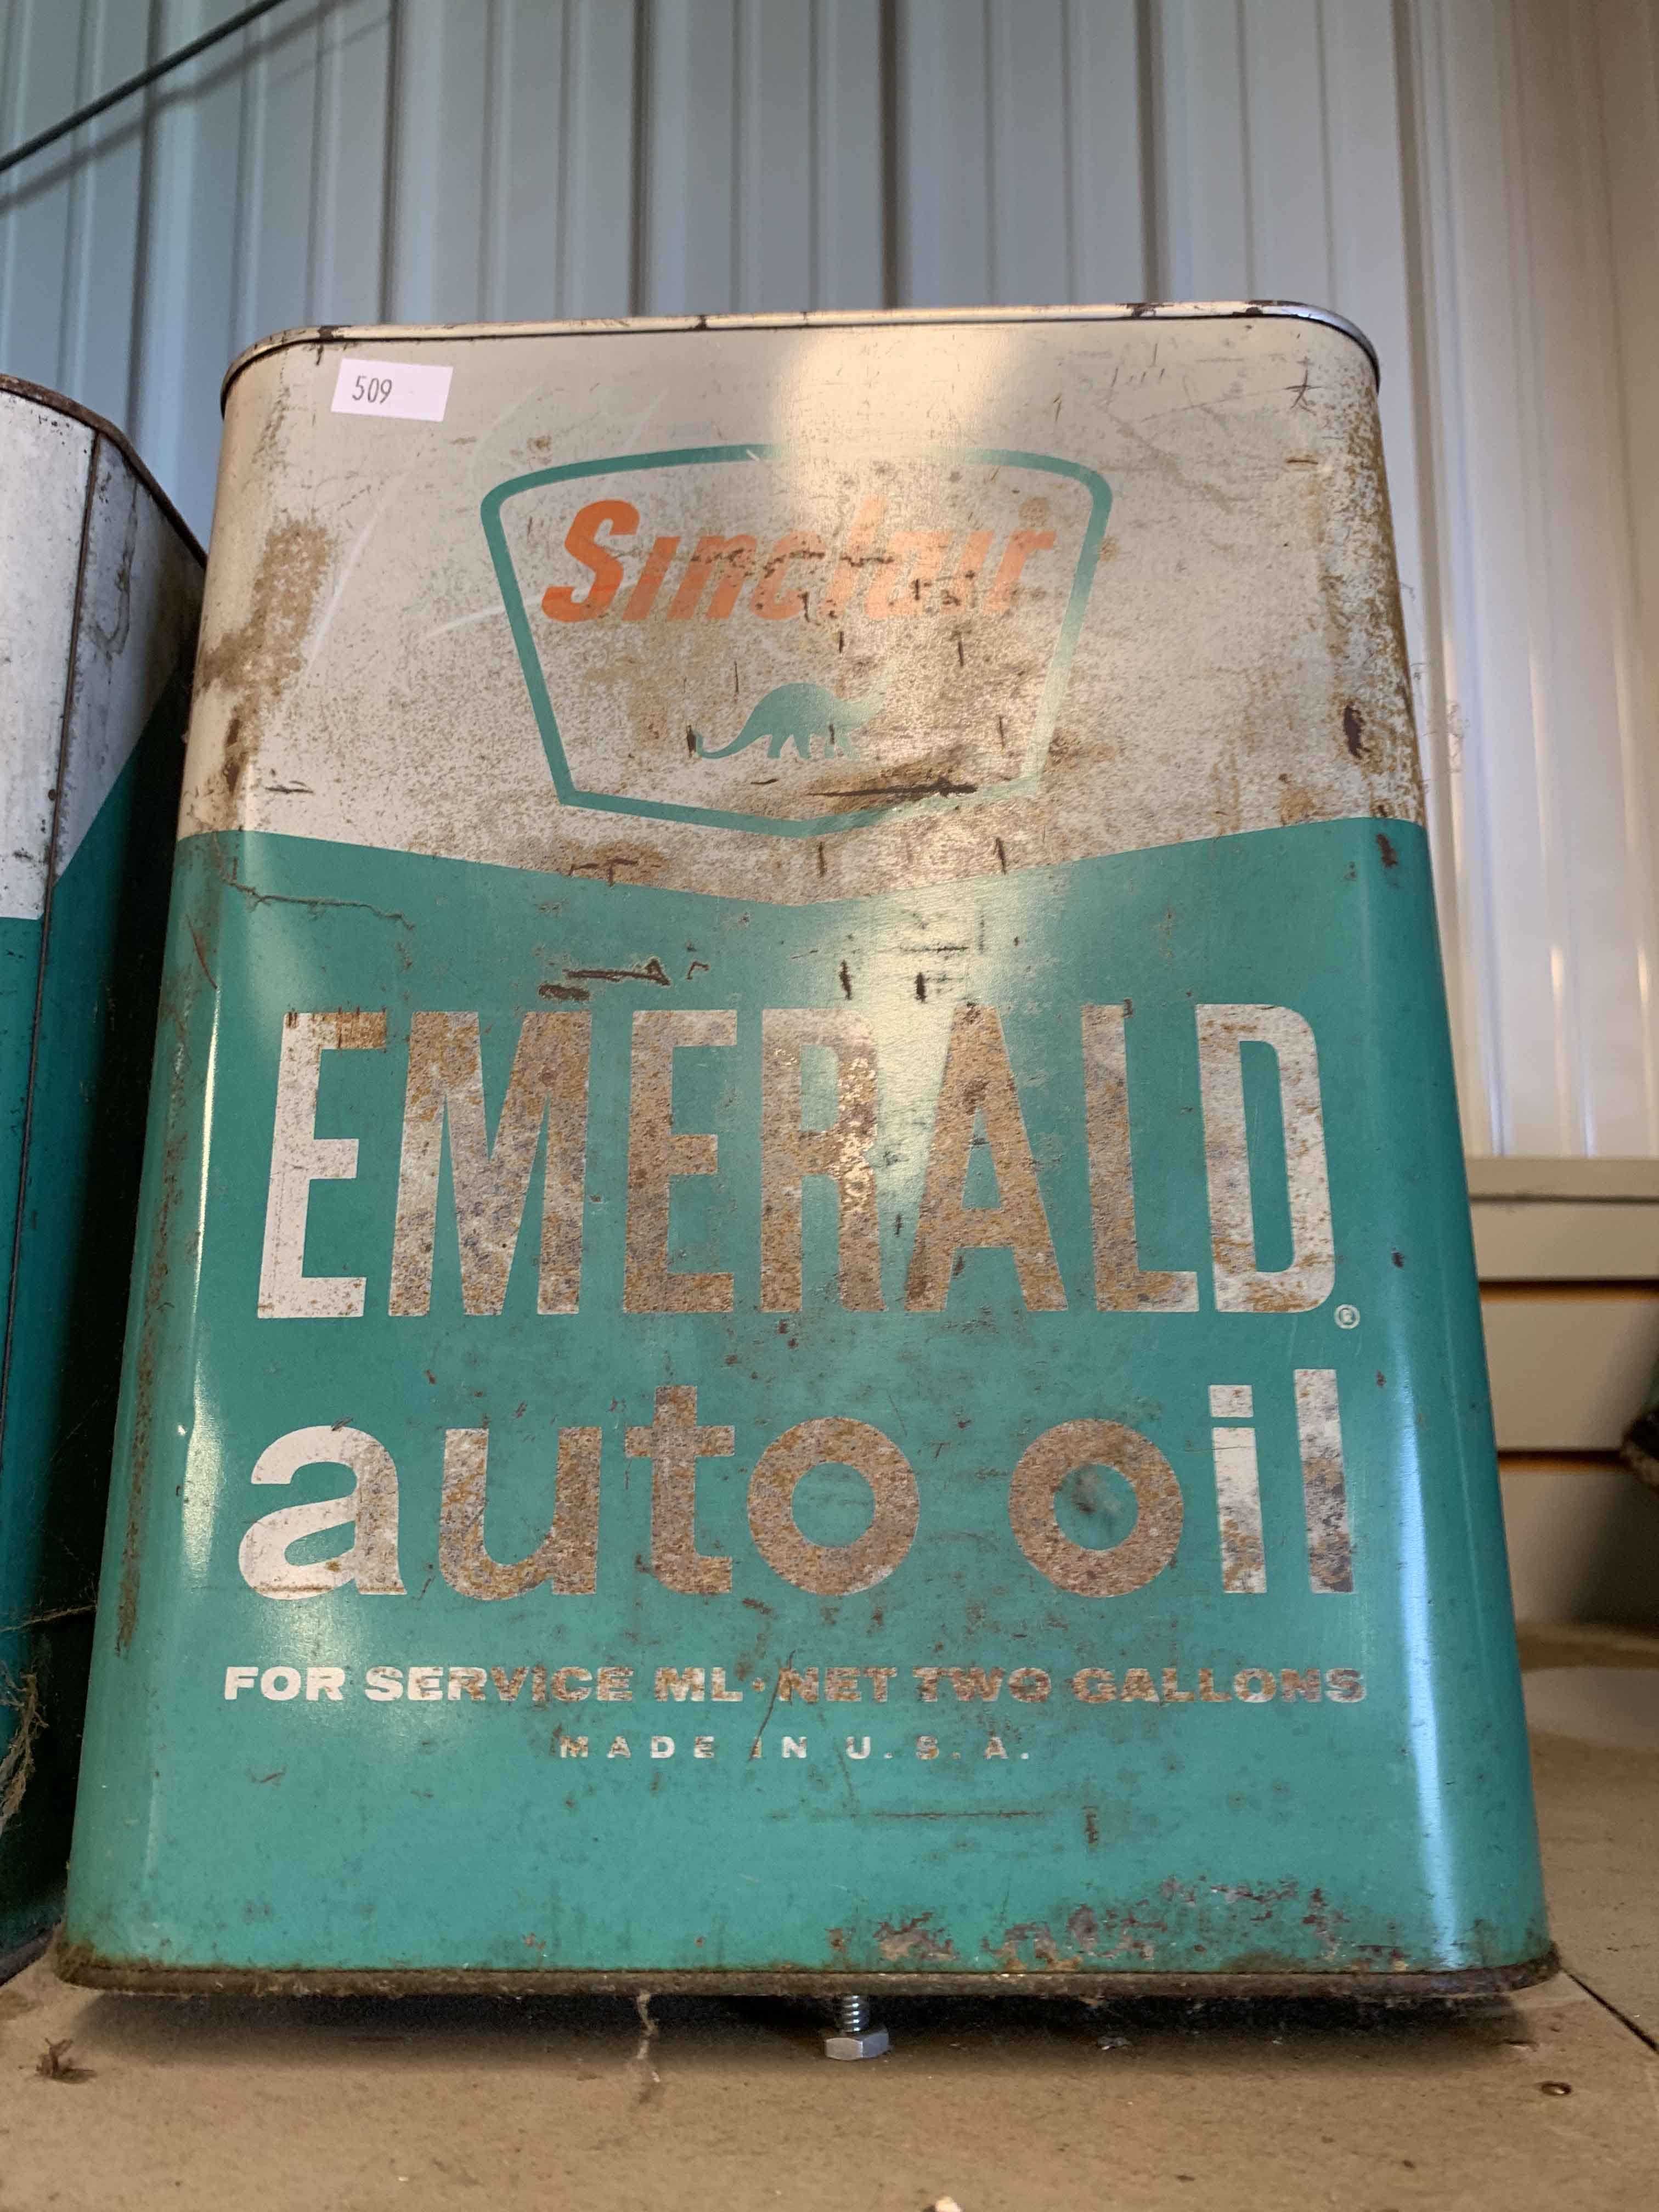 509
Sinclair
EMERALD®
auto oil
FOR SERVICE ML · NET TWO GALLONS
MADE IN U.S.A.